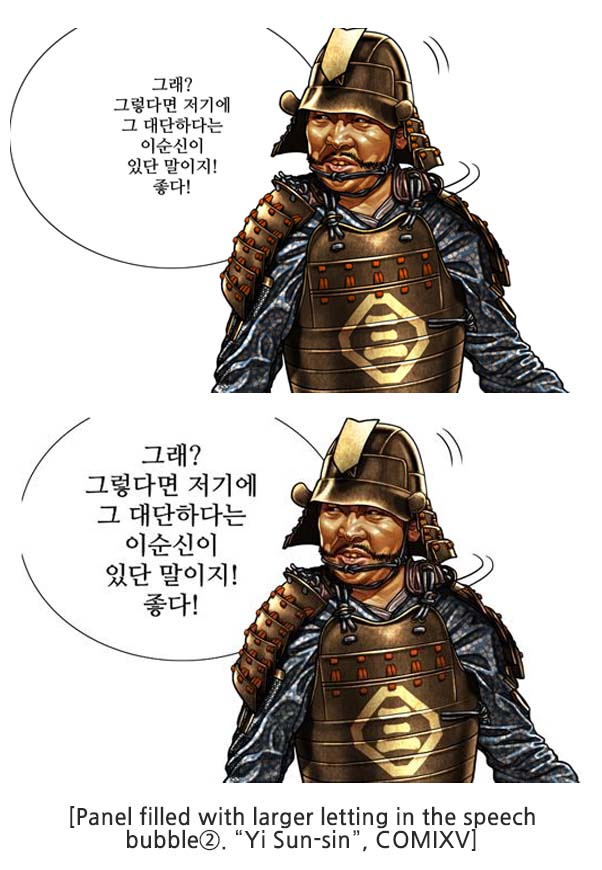 그래?
그렇다면 저기에
그 대단하다는
이순신이
있단 말이지!
좋다!
그래?
그렇다면 저기에
그 대단하다는
이순신이
있단 말이지!
좋다!
[Panel filled with larger letting in the speech
bubble②. “Yi Sun-sin”, COMIXV]